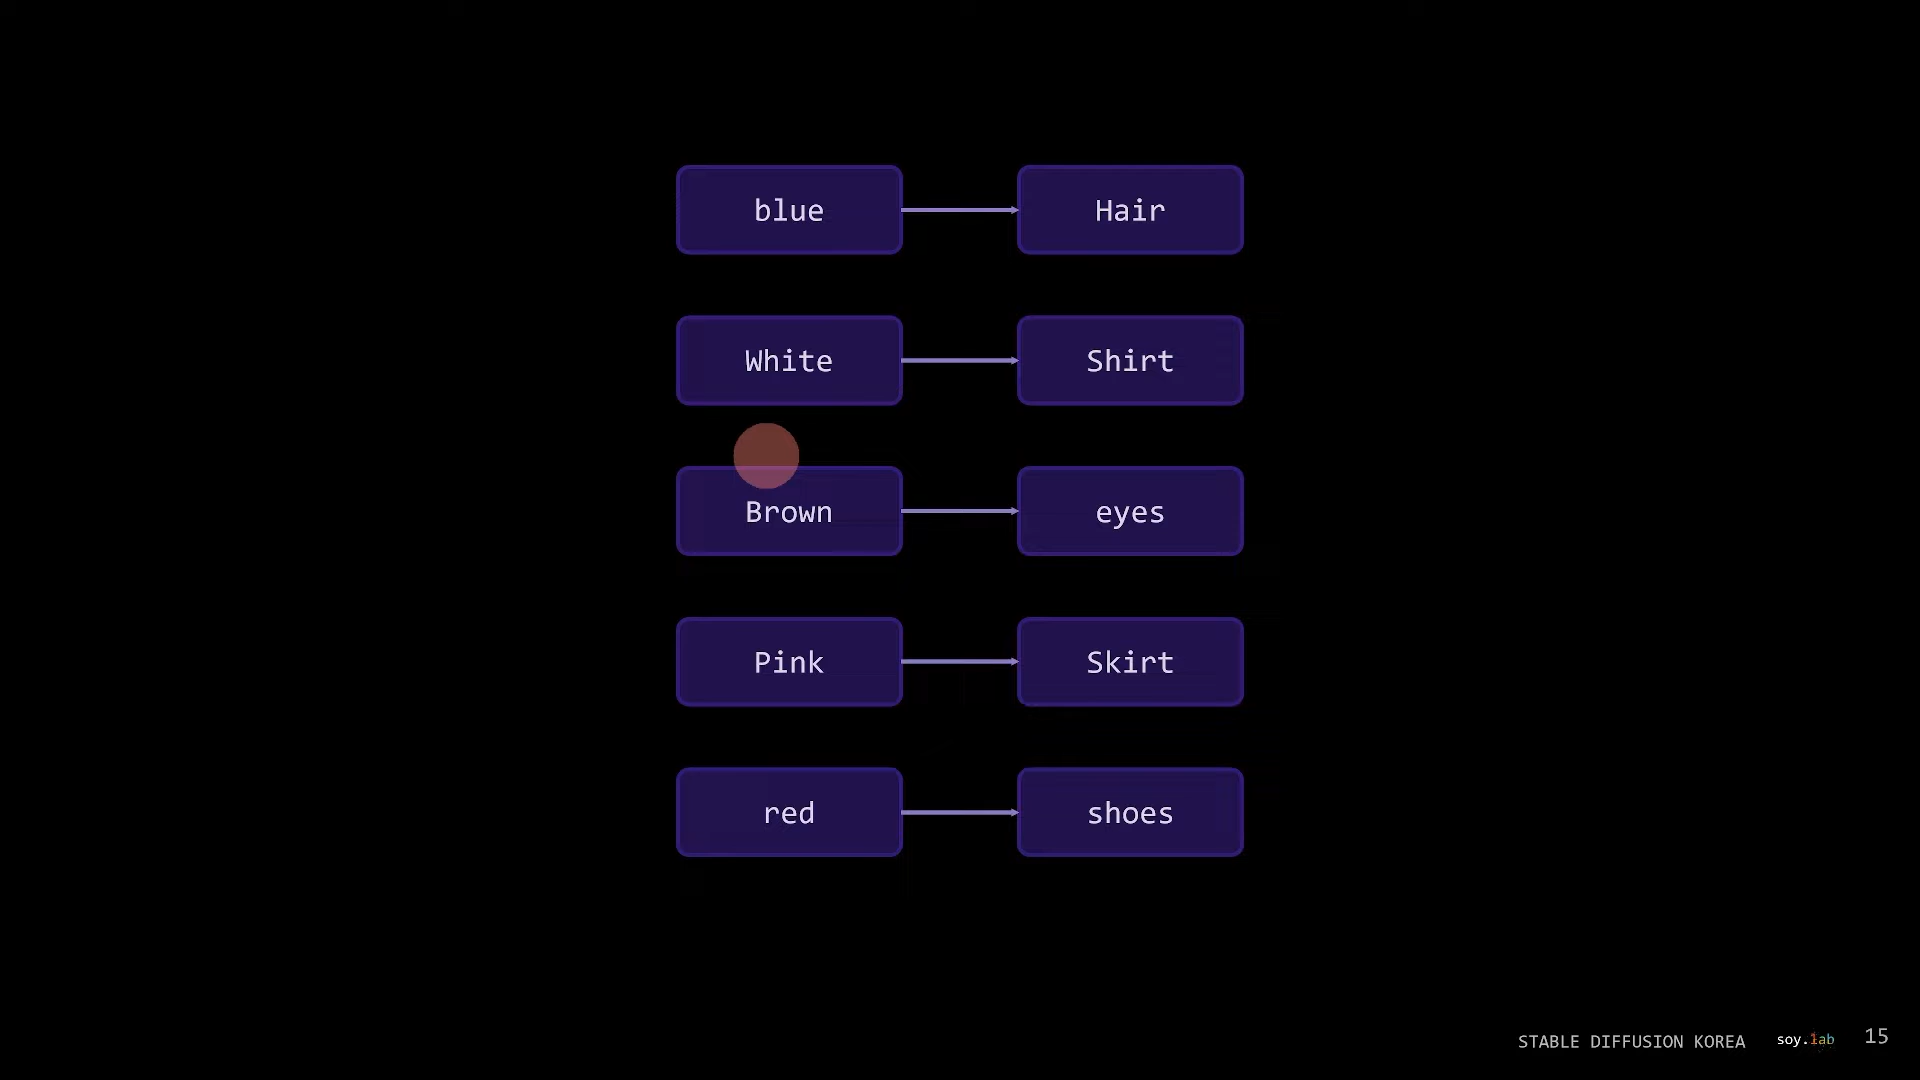 blue Hair
White Shirt
Brown eyes
Pink Skirt
red shoes
STABLE DIFFUSION KOREA soy.lab 15